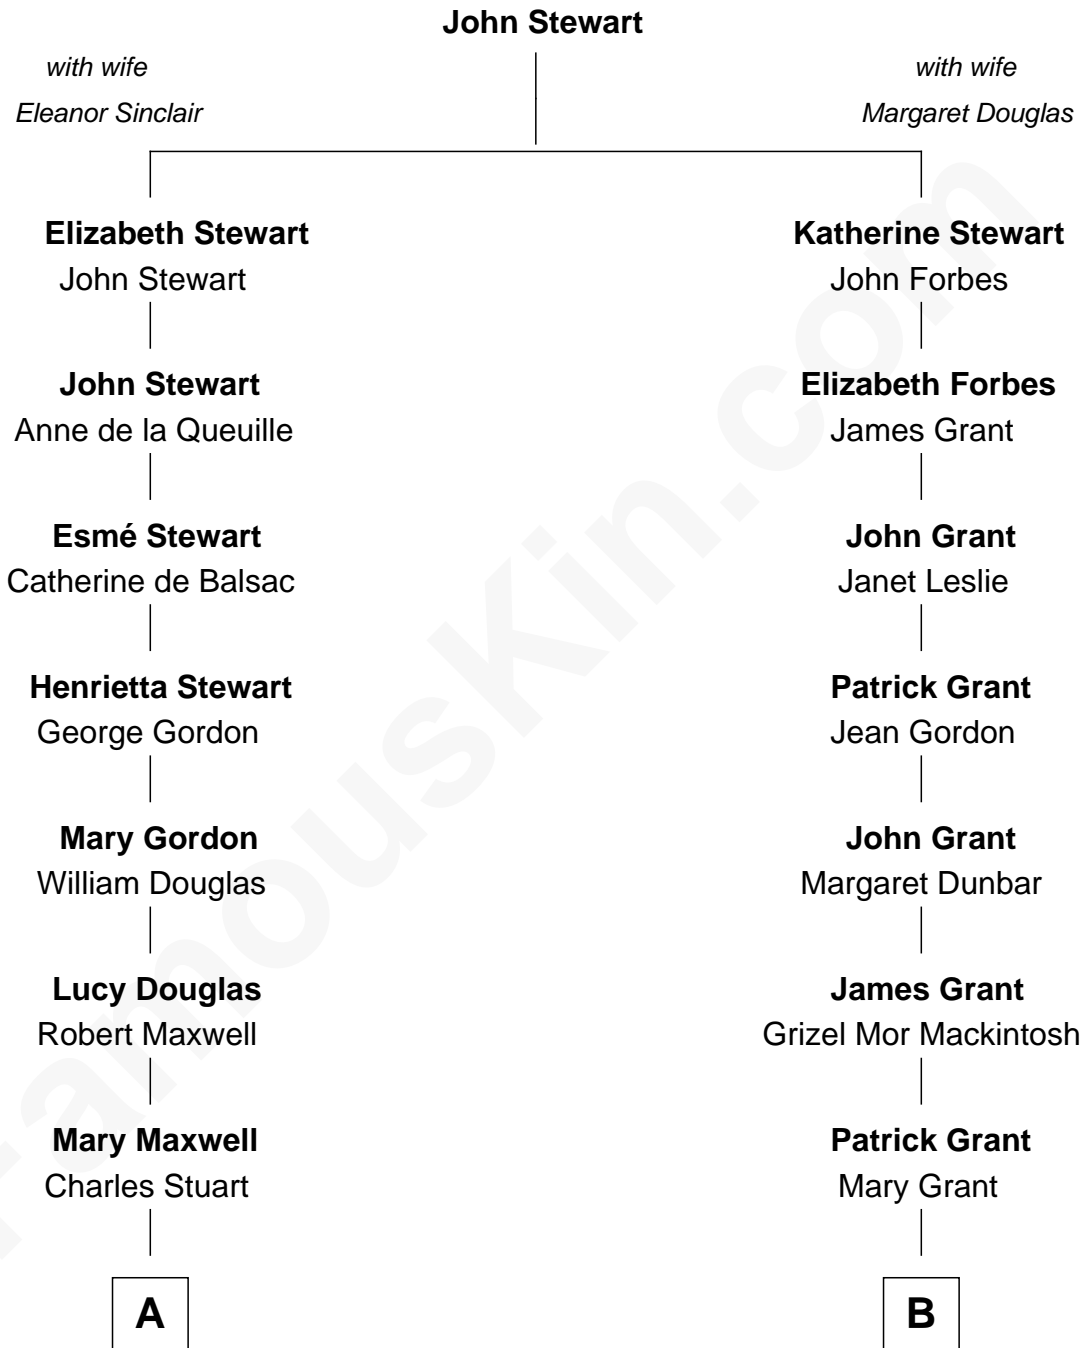 John Stewart
with wife
Eleanor Sinclair
with wife
Margaret Douglas
Elizabeth Stewart
John Stewart
Katherine Stewart
John Forbes
John Stewart
Anne de la Queuille
Elizabeth Forbes
James Grant
Esmé Stewart
Catherine de Balsac
John Grant
Janet Leslie
Henrietta Stewart
George Gordon
Patrick Grant
Jean Gordon
Mary Gordon
William Douglas
John Grant
Margaret Dunbar
Lucy Douglas
Robert Maxwell
James Grant
Grizel Mor Mackintosh
Mary Maxwell
Charles Stuart
Patrick Grant
Mary Grant
A
B
FamousKin.com